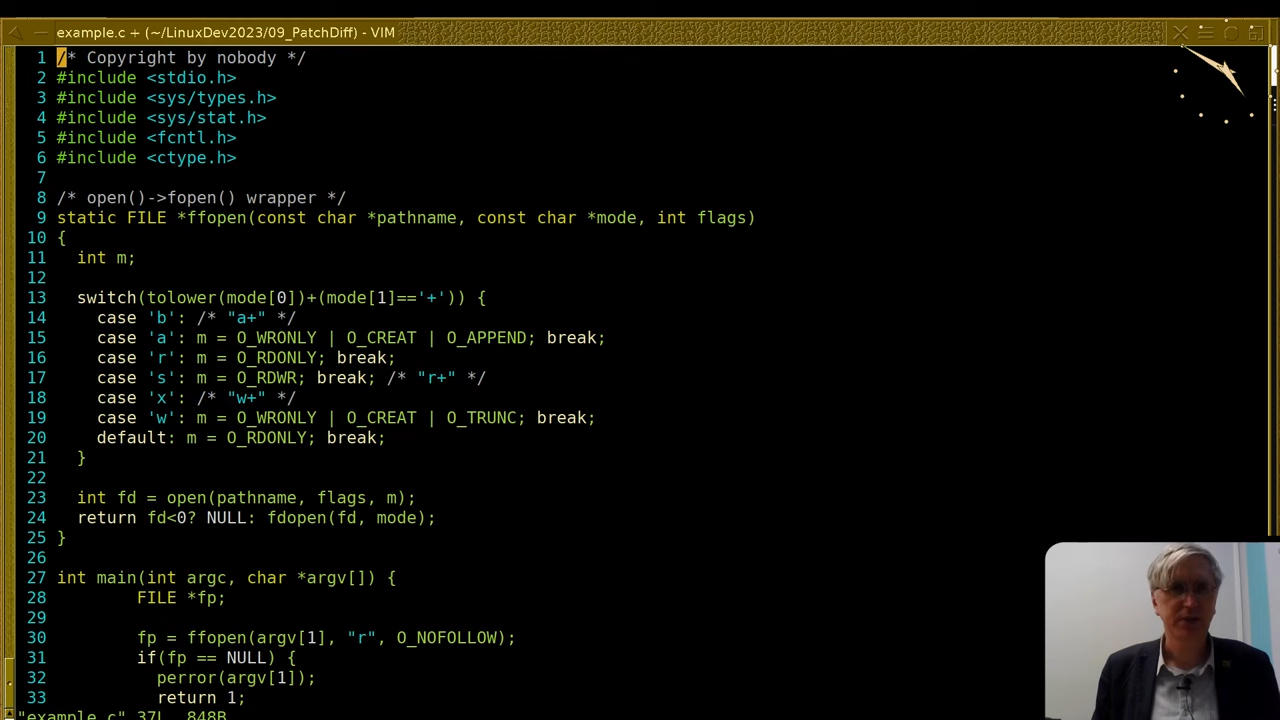 example.c + (~/LinuxDev2023/09_PatchDiff) - VIM
1 /* Copyright by nobody */
2 #include <stdio.h>
3 #include <sys/types.h>
4 #include <sys/stat.h>
5 #include <fcntl.h>
6 #include <ctype.h>
7
8 /* open()->fopen() wrapper */
9 static FILE *ffopen(const char *pathname, const char *mode, int flags)
10 {
11   int m;
12
13   switch(tolower(mode[0])+(mode[1]=='+')) {
14     case 'b': /* "a+" */
15     case 'a': m = O_WRONLY | O_CREAT | O_APPEND; break;
16     case 'r': m = O_RDONLY; break;
17     case 's': m = O_RDWR; break; /* "r+" */
18     case 'x': /* "w+" */
19     case 'w': m = O_WRONLY | O_CREAT | O_TRUNC; break;
20     default: m = O_RDONLY; break;
21   }
22
23   int fd = open(pathname, flags, m);
24   return fd<0? NULL: fdopen(fd, mode);
25 }
26
27 int main(int argc, char *argv[]) {
28         FILE *fp;
29
30         fp = ffopen(argv[1], "r", O_NOFOLLOW);
31         if(fp == NULL) {
32           perror(argv[1]);
33           return 1;
"example.c" 37L, 848B